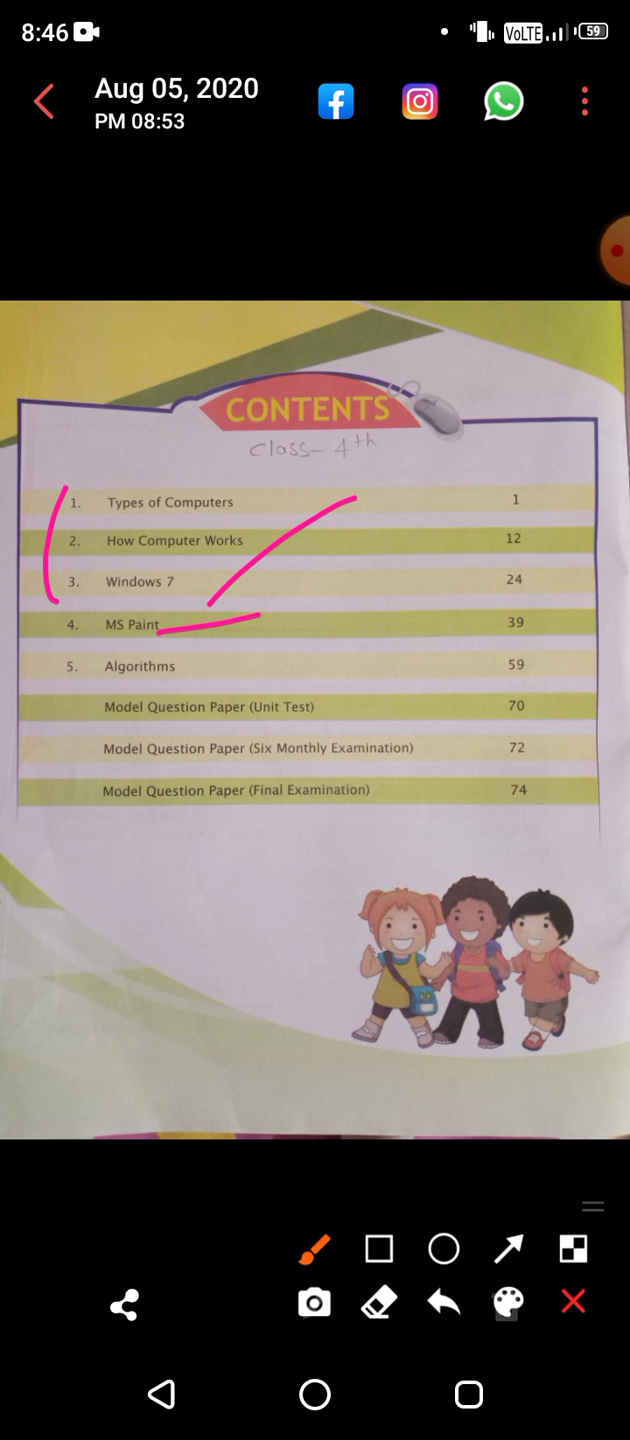 8:46
VoLTE
59
Aug 05, 2020
PM 08:53
CONTENTS
Class- 4th
1. Types of Computers 1
2. How Computer Works 12
3. Windows 7 24
4. MS Paint 39
5. Algorithms 59
Model Question Paper (Unit Test) 70
Model Question Paper (Six Monthly Examination) 72
Model Question Paper (Final Examination) 74